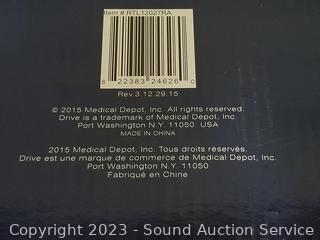 Item # RTL12027RA
8 22383 24626 0
Rev.3.12.29.15
© 2015 Medical Depot, Inc. All rights reserved.
Drive is a trademark of Medical Depot, Inc.
Port Washington N.Y. 11050 USA
MADE IN CHINA
2015 Medical Depot, Inc. Tous droits réservés.
Drive est une marque de commerce de Medical Depot, Inc.
Port Washington N.Y. 11050
Fabriqué en Chine
Copyright 2023 - Sound Auction Service